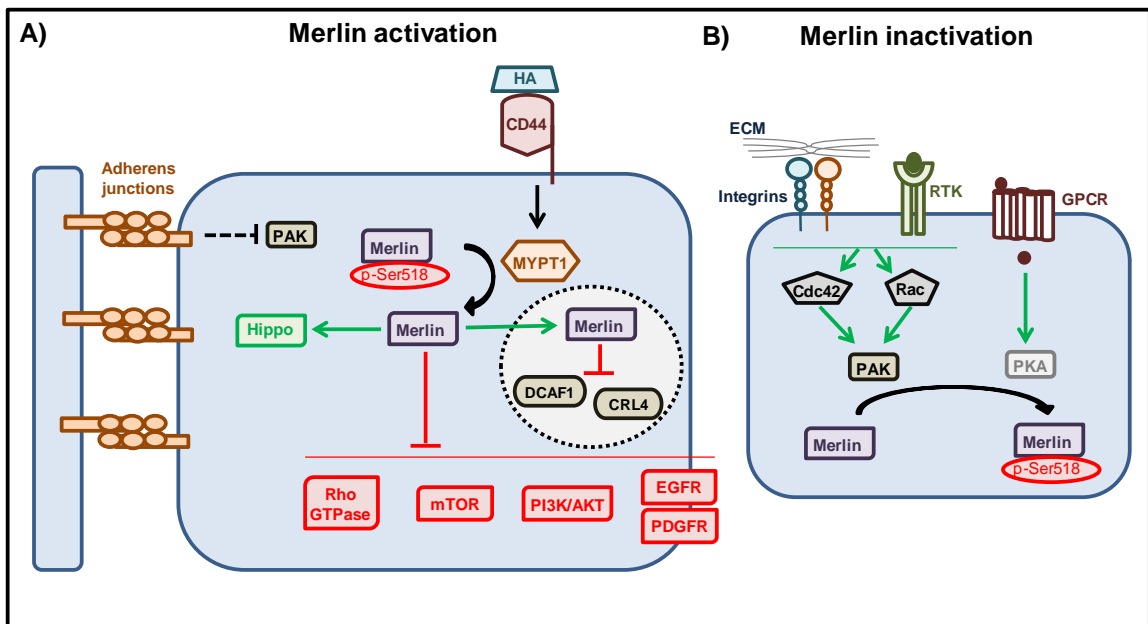 A)
Merlin activation
HA
CD44
Adherens
junctions
PAK
Merlin
p-Ser518
MYPT1
Hippo
Merlin
Merlin
DCAF1
CRL4
Rho
GTPase
mTOR
PI3K/AKT
EGFR
PDGFR
B)
Merlin inactivation
ECM
Integrins
RTK
GPCR
Cdc42
Rac
PAK
PKA
Merlin
Merlin
p-Ser518